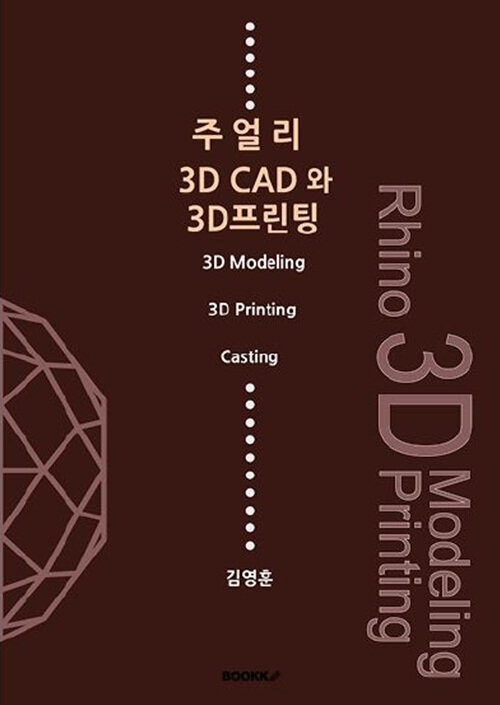 주얼리
3D CAD 와
3D프린팅
3D Modeling
3D Printing
Casting
김영훈
Rhino 3D Modeling
Printing
BOOKK